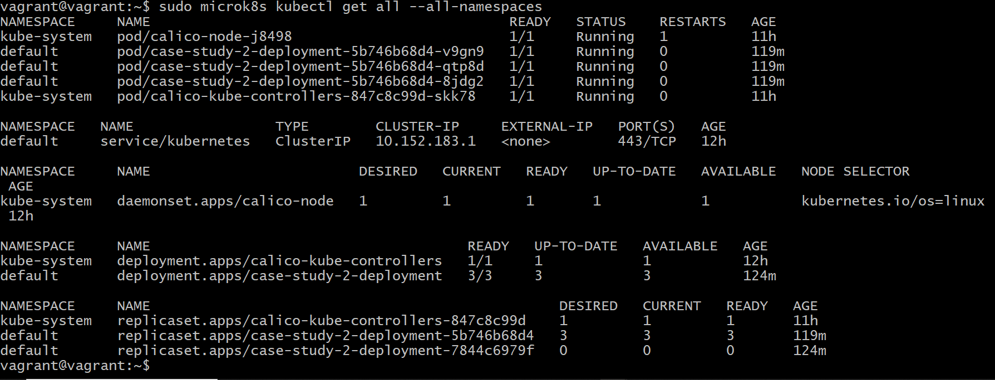 vagrant@vagrant:~$ sudo microk8s kubectl get all --all-namespaces
NAMESPACE     NAME                                           READY   STATUS    RESTARTS   AGE
kube-system   pod/calico-node-j8498                          1/1     Running   1          11h
default       pod/case-study-2-deployment-5b746b68d4-v9gn9   1/1     Running   0          119m
default       pod/case-study-2-deployment-5b746b68d4-qtp8d   1/1     Running   0          119m
default       pod/case-study-2-deployment-5b746b68d4-8jdg2   1/1     Running   0          119m
kube-system   pod/calico-kube-controllers-847c8c99d-skk78    1/1     Running   0          11h
NAMESPACE   NAME                 TYPE        CLUSTER-IP     EXTERNAL-IP   PORT(S)   AGE
default     service/kubernetes   ClusterIP   10.152.183.1   <none>        443/TCP   12h
NAMESPACE     NAME                         DESIRED   CURRENT   READY   UP-TO-DATE   AVAILABLE   NODE SELECTOR
 AGE
kube-system   daemonset.apps/calico-node   1         1         1       1            1           kubernetes.io/os=linux
 12h
NAMESPACE     NAME                                      READY   UP-TO-DATE   AVAILABLE   AGE
kube-system   deployment.apps/calico-kube-controllers   1/1     1            1           12h
default       deployment.apps/case-study-2-deployment   3/3     3            3           124m
NAMESPACE     NAME                                                 DESIRED   CURRENT   READY   AGE
kube-system   replicaset.apps/calico-kube-controllers-847c8c99d    1         1         1       11h
default       replicaset.apps/case-study-2-deployment-5b746b68d4   3         3         3       119m
default       replicaset.apps/case-study-2-deployment-7844c6979f   0         0         0       124m
vagrant@vagrant:~$